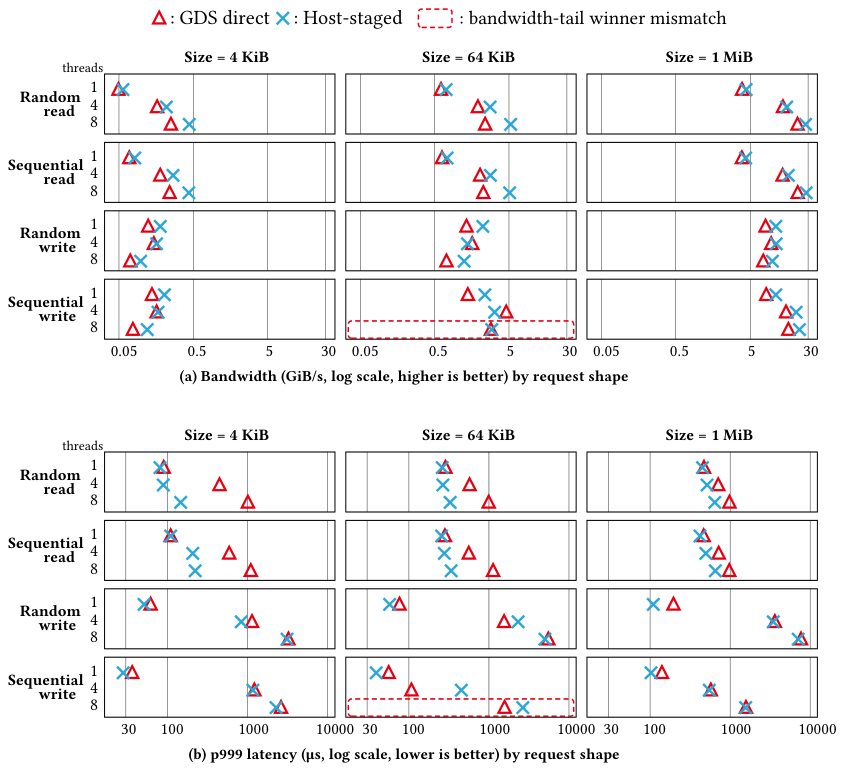 : GDS direct : Host-staged : bandwidth-tail winner mismatch
Size = 4 KiB Size = 64 KiB Size = 1 MiB
threads
Random read 1 4 8
Sequential read 1 4 8
Random write 1 4 8
Sequential write 1 4 8
0.05 0.5 5 30 0.05 0.5 5 30 0.05 0.5 5 30
(a) Bandwidth (GiB/s, log scale, higher is better) by request shape
Size = 4 KiB Size = 64 KiB Size = 1 MiB
threads
Random read 1 4 8
Sequential read 1 4 8
Random write 1 4 8
Sequential write 1 4 8
30 100 1000 10000 30 100 1000 10000 30 100 1000 10000
(b) p999 latency (µs, log scale, lower is better) by request shape